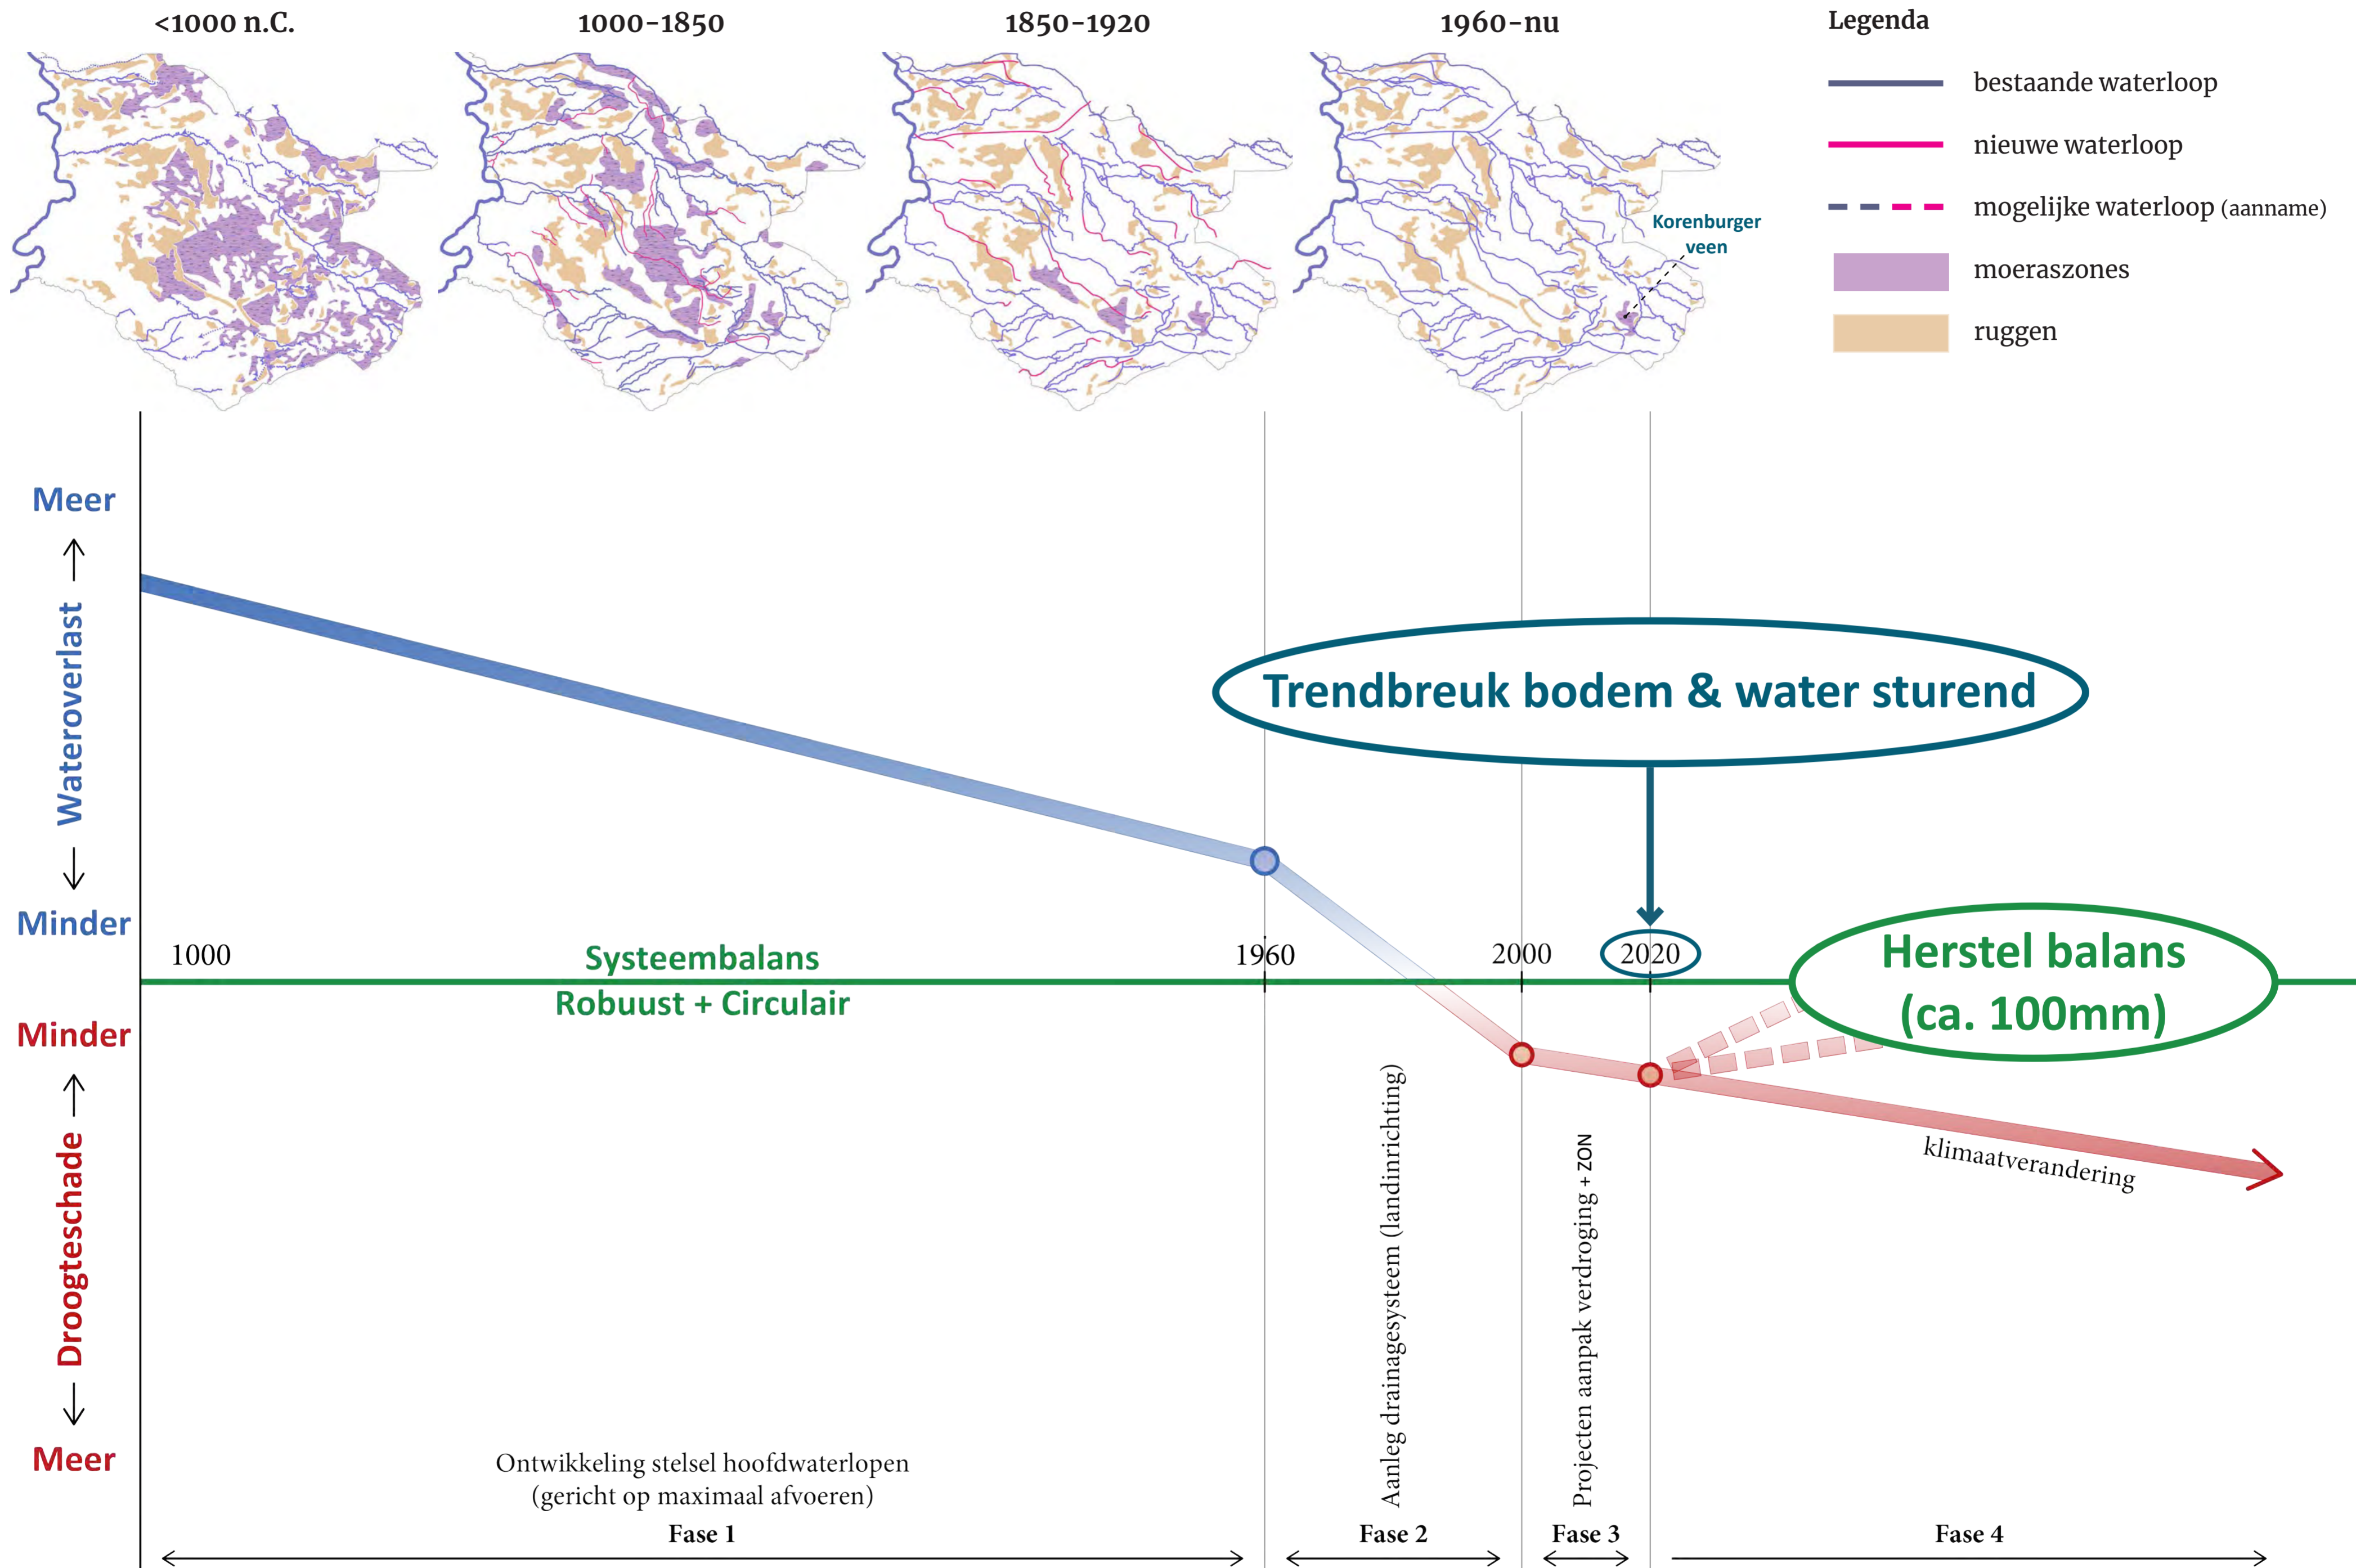 <1000 n.C.
1000-1850
1850-1920
1960-nu
Legenda
bestaande waterloop
nieuwe waterloop
mogelijke waterloop (aanname)
moeraszones
ruggen
Korenburger
veen
Meer
Wateroverlast
Minder
Trendbreuk bodem & water sturend
1000
Systeembalans
1960
2000
2020
Robuust + Circulair
Herstel balans
(ca. 100mm)
Minder
Droogteschade
Meer
klimaatverandering
Aanleg drainagesysteem (landinrichting)
Projecten aanpak verdroging + ZON
Ontwikkeling stelsel hoofdwaterlopen
(gericht op maximaal afvoeren)
Fase 1
Fase 2
Fase 3
Fase 4